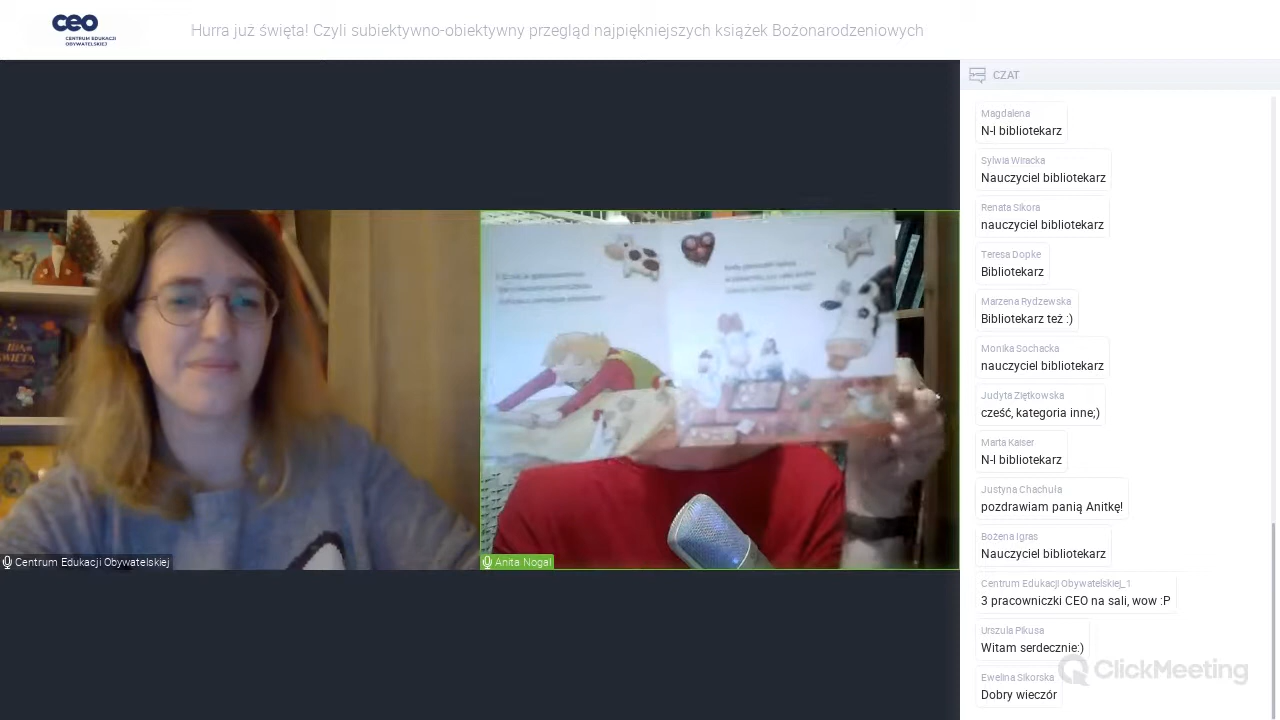 ceo
CENTRUM EDUKACJI
OBYWATELSKIEJ
Hurra już święta! Czyli subiektywno-obiektywny przegląd najpiękniejszych książek Bożonarodzeniowych
Centrum Edukacji Obywatelskiej
Anita Nogal
CZAT
Magdalena
N-l bibliotekarz
Sylwia Wiracka
Nauczyciel bibliotekarz
Renata Sikora
nauczyciel bibliotekarz
Teresa Dopke
Bibliotekarz
Marzena Rydzewska
Bibliotekarz też :)
Monika Sochacka
nauczyciel bibliotekarz
Judyta Ziętkowska
cześć, kategoria inne;)
Marta Kaiser
N-l bibliotekarz
Justyna Chachuła
pozdrawiam panią Anitkę!
Bożena Igras
Nauczyciel bibliotekarz
Centrum Edukacji Obywatelskiej_1
3 pracowniczki CEO na sali, wow :P
Urszula Pikusa
Witam serdecznie:)
Ewelina Sikorska
Dobry wieczór
ClickMeeting